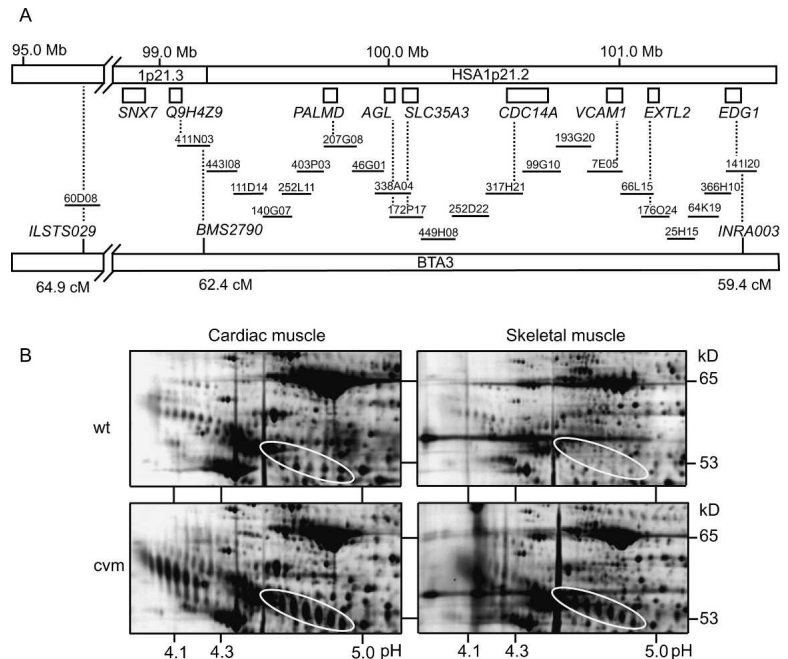 A
95.0 Mb 99.0 Mb 100.0 Mb 101.0 Mb
1p21.3 HSA1p21.2
SNX7 Q9H4Z9 PALMD AGL SLC35A3 CDC14A VCAM1 EXTL2 EDG1
411N03 207G08 193G20
443I08 403P03 46G01 99G10 7E05 141I20
111D14 252L11 338A04 317H21 66L15 366H10
60D08 140G07 172P17 252D22 176O24 64K19
449H08 25H15
ILSTS029 BMS2790 INRA003
BTA3
64.9 cM 62.4 cM 59.4 cM
B
Cardiac muscle Skeletal muscle
kD
65
wt
53
kD
65
cvm
53
4.1 4.3 5.0 pH 4.1 4.3 5.0 pH